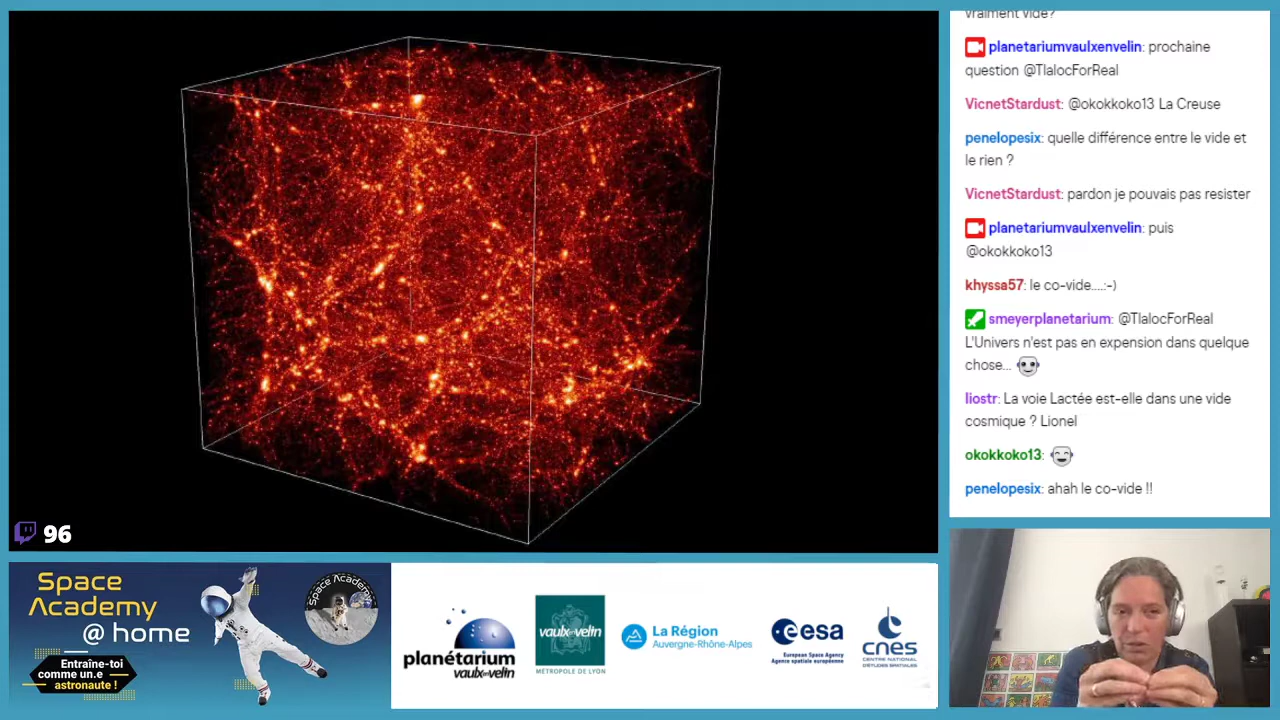 vraiment vide?
planetariumvaulxenvelin: prochaine
question @TlalocForReal
VicnetStardust: @okokkoko13 La Creuse
penelopesix: quelle différence entre le vide et
le rien ?
VicnetStardust: pardon je pouvais pas resister
planetariumvaulxenvelin: puis
@okokkoko13
khyssa57: le co-vide....:-)
smeyerplanetarium: @TlalocForReal
L'Univers n'est pas en expension dans quelque
chose...
liostr: La voie Lactée est-elle dans une vide
cosmique ? Lionel
okokkoko13:
penelopesix: ahah le co-vide !!
96
Space
Academy
@ home
Entraîne-toi
comme un.e
astronaute !
Space Academy
planétarium
vaulx en velin
vaulx en velin
MÉTROPOLE DE LYON
La Région
Auvergne-Rhône-Alpes
esa
European Space Agency
Agence spatiale européenne
cnes
CENTRE NATIONAL
D'ÉTUDES SPATIALES